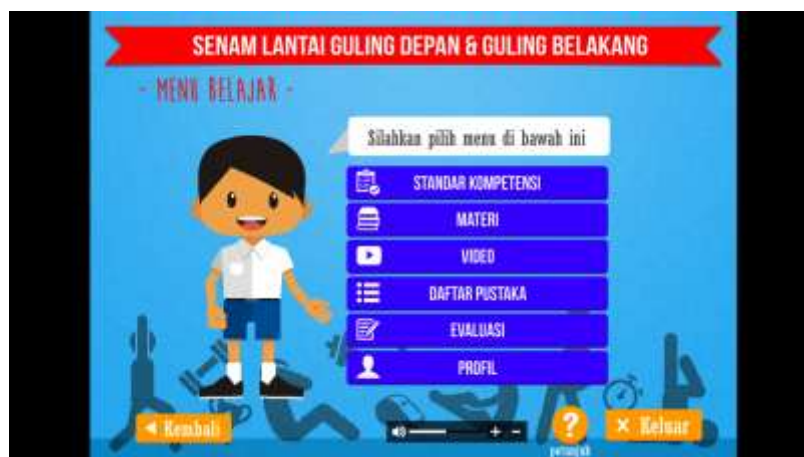 SENAM LANTAI GULING DEPAN & GULING BELAKANG
- MENU BELAJAR -
Silahkan pilih menu di bawah ini
STANDAR KOMPETENSI
MATERI
VIDEO
DAFTAR PUSTAKA
EVALUASI
PROFIL
Kembali
+ -
?
petunjuk
× Keluar